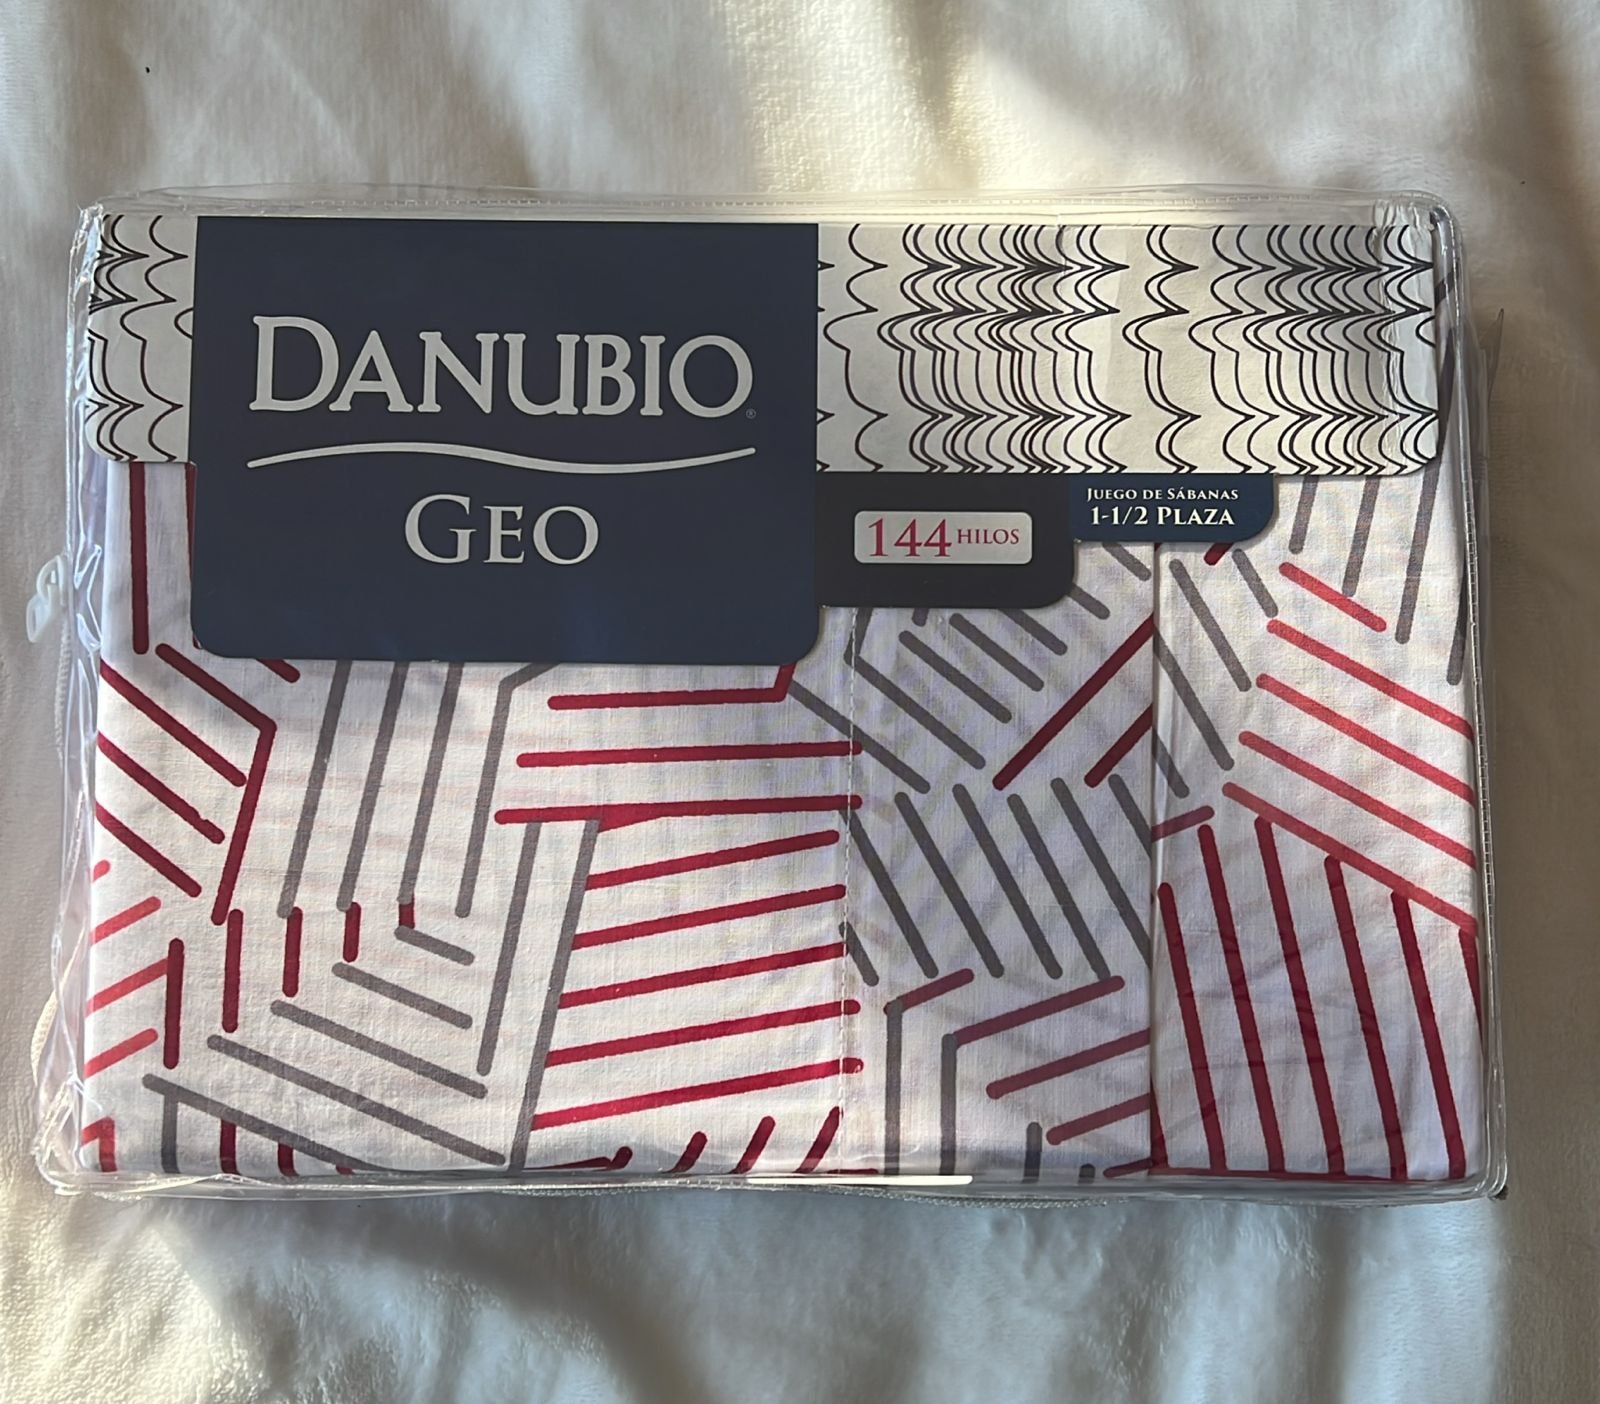 DANUBIO®
GEO
144 HILOS
JUEGO DE SÁBANAS
1-1/2 PLAZA